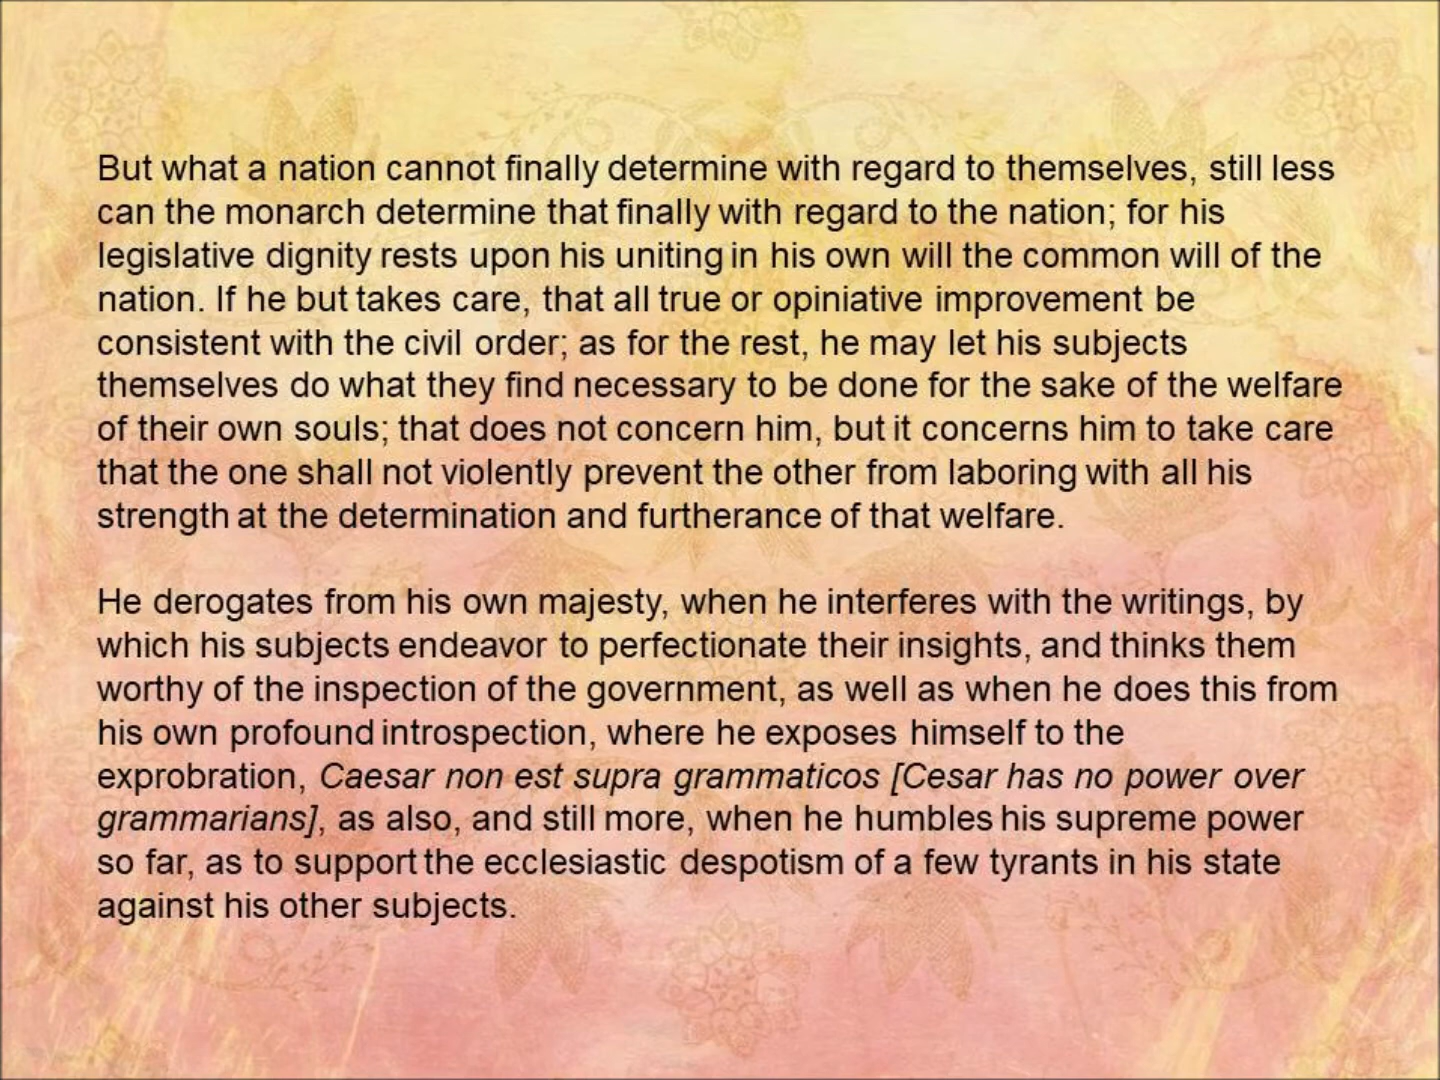 But what a nation cannot finally determine with regard to themselves, still less
can the monarch determine that finally with regard to the nation; for his
legislative dignity rests upon his uniting in his own will the common will of the
nation. If he but takes care, that all true or opiniative improvement be
consistent with the civil order; as for the rest, he may let his subjects
themselves do what they find necessary to be done for the sake of the welfare
of their own souls; that does not concern him, but it concerns him to take care
that the one shall not violently prevent the other from laboring with all his
strength at the determination and furtherance of that welfare.
He derogates from his own majesty, when he interferes with the writings, by
which his subjects endeavor to perfectionate their insights, and thinks them
worthy of the inspection of the government, as well as when he does this from
his own profound introspection, where he exposes himself to the
exprobration, Caesar non est supra grammaticos [Cesar has no power over
grammarians], as also, and still more, when he humbles his supreme power
so far, as to support the ecclesiastic despotism of a few tyrants in his state
against his other subjects.